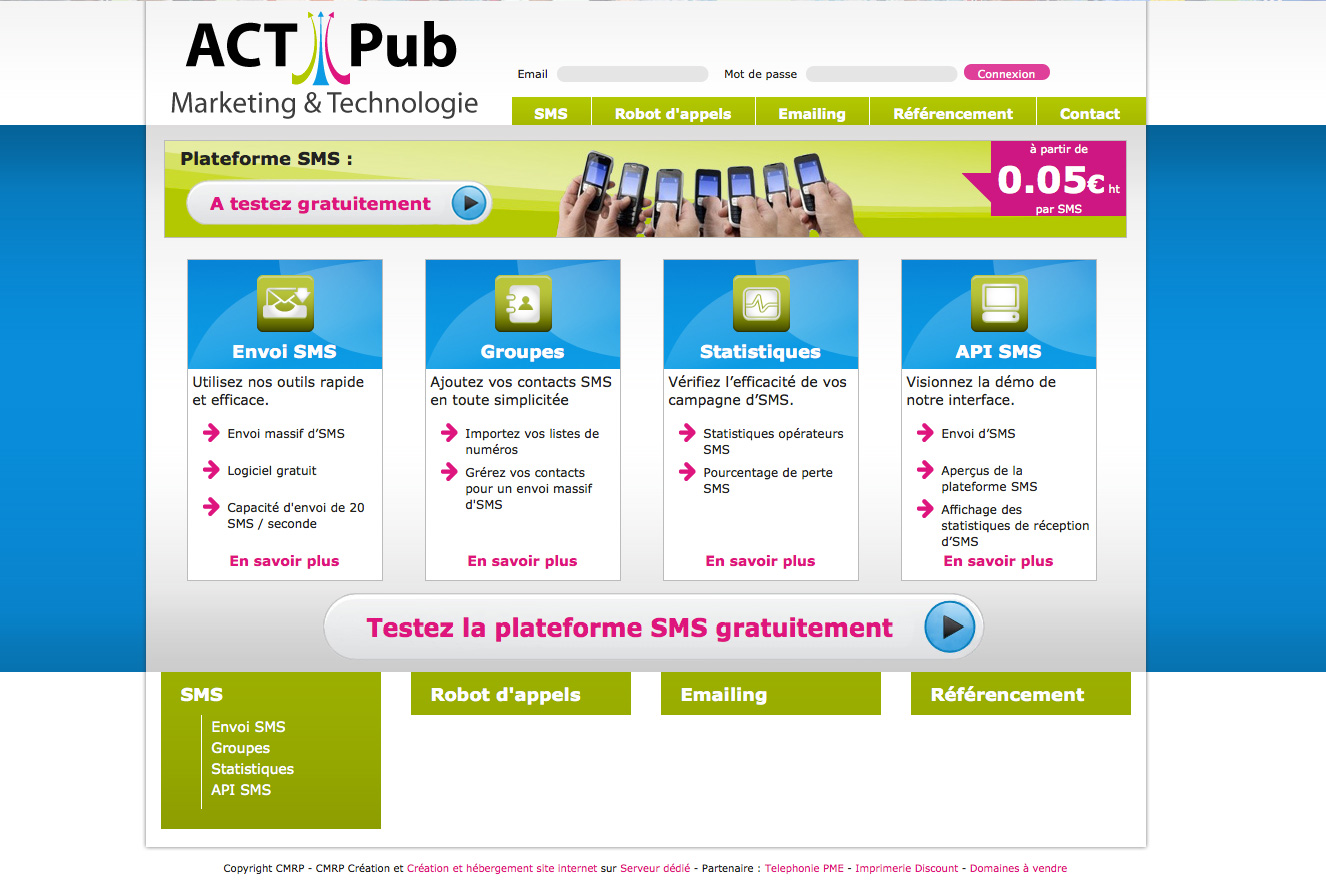 ACT Pub
Marketing & Technologie
Email
Mot de passe
Connexion
SMS
Robot d'appels
Emailing
Référencement
Contact
Plateforme SMS :
A testez gratuitement
à partir de
0.05€ ht
par SMS
Envoi SMS
Utilisez nos outils rapide
et efficace.
Envoi massif d’SMS
Logiciel gratuit
Capacité d'envoi de 20
SMS / seconde
En savoir plus
Groupes
Ajoutez vos contacts SMS
en toute simplicitée
Importez vos listes de
numéros
Grérez vos contacts
pour un envoi massif
d'SMS
En savoir plus
Statistiques
Vérifiez l’efficacité de vos
campagne d’SMS.
Statistiques opérateurs
SMS
Pourcentage de perte
SMS
En savoir plus
API SMS
Visionnez la démo de
notre interface.
Envoi d’SMS
Aperçus de la
plateforme SMS
Affichage des
statistiques de réception
d’SMS
En savoir plus
Testez la plateforme SMS gratuitement
SMS
Envoi SMS
Groupes
Statistiques
API SMS
Robot d'appels
Emailing
Référencement
Copyright CMRP - CMRP Création et Création et hébergement site internet sur Serveur dédié - Partenaire : Telephonie PME - Imprimerie Discount - Domaines à vendre